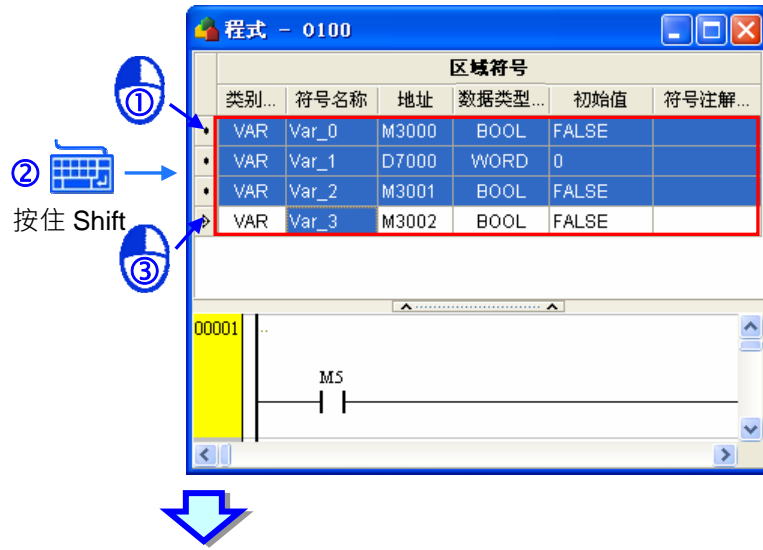 程式 - 0100
区域符号
类别... 符号名称 地址 数据类型... 初始值 符号注解...
① VAR Var_0 M3000 BOOL FALSE
② VAR Var_1 D7000 WORD 0
VAR Var_2 M3001 BOOL FALSE
按住 Shift
③ VAR Var_3 M3002 BOOL FALSE
00001 ..
M5